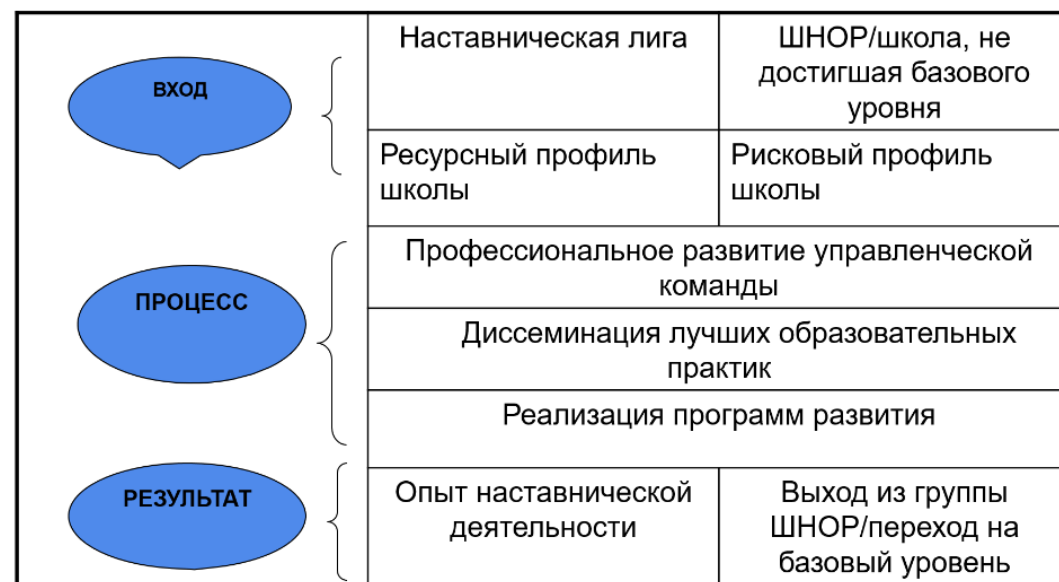 ВХОД
Наставническая лига
ШНОР/школа, не
достигшая базового
уровня
Ресурсный профиль
школы
Рисковый профиль
школы
ПРОЦЕСС
Профессиональное развитие управленческой
команды
Диссеминация лучших образовательных
практик
Реализация программ развития
РЕЗУЛЬТАТ
Опыт наставнической
деятельности
Выход из группы
ШНОР/переход на
базовый уровень